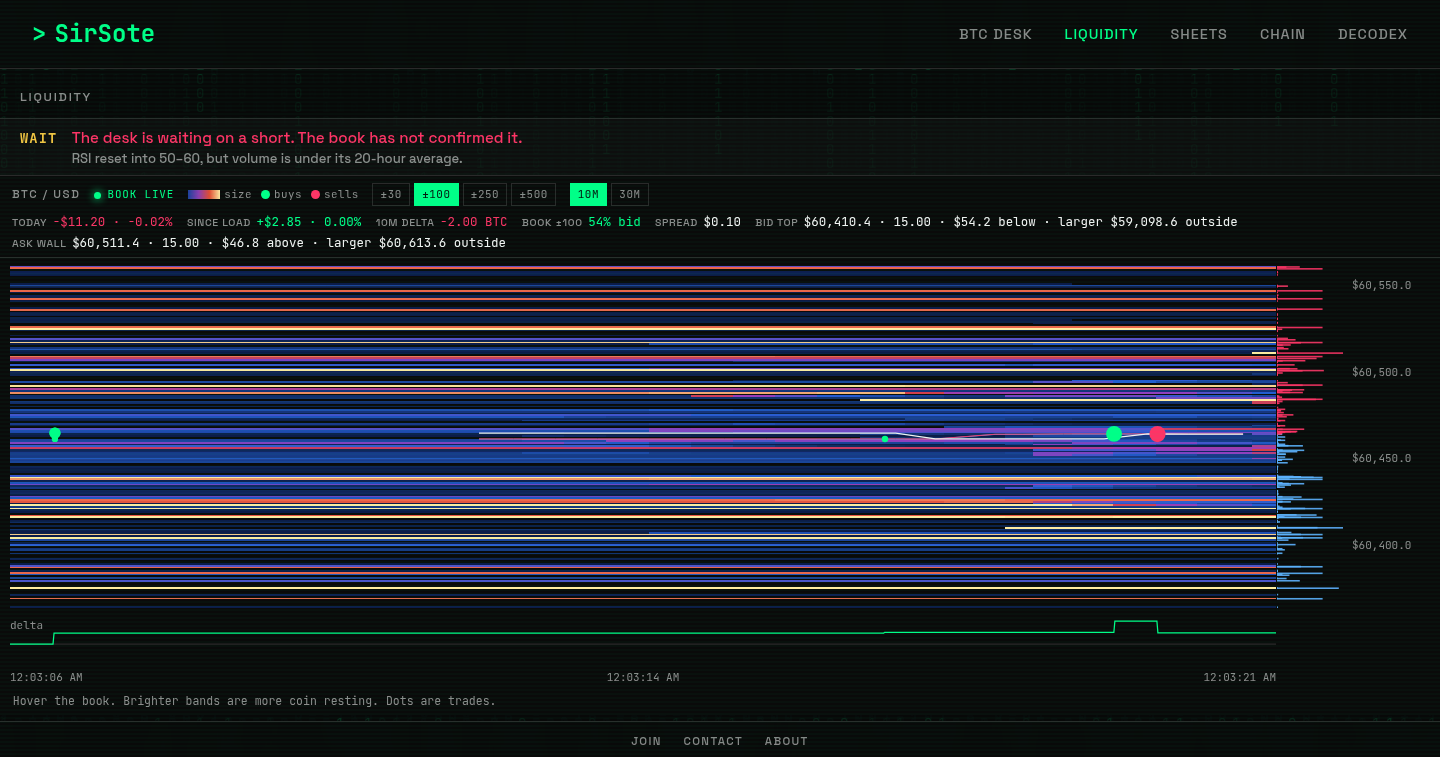 > SirSote
BTC DESK LIQUIDITY SHEETS CHAIN DECODEX
LIQUIDITY
WAIT The desk is waiting on a short. The book has not confirmed it.
RSI reset into 50–60, but volume is under its 20-hour average.
BTC / USD BOOK LIVE size buys sells ±30 ±100 ±250 ±500 10M 30M
TODAY -$11.20 · -0.02% SINCE LOAD +$2.85 · 0.00% 10M DELTA -2.00 BTC BOOK ±100 54% bid SPREAD $0.10 BID TOP $60,410.4 · 15.00 · $54.2 below · larger $59,098.6 outside
ASK WALL $60,511.4 · 15.00 · $46.8 above · larger $60,613.6 outside
$60,550.0
$60,500.0
$60,450.0
$60,400.0
delta
12:03:06 AM 12:03:14 AM 12:03:21 AM
Hover the book. Brighter bands are more coin resting. Dots are trades.
JOIN CONTACT ABOUT